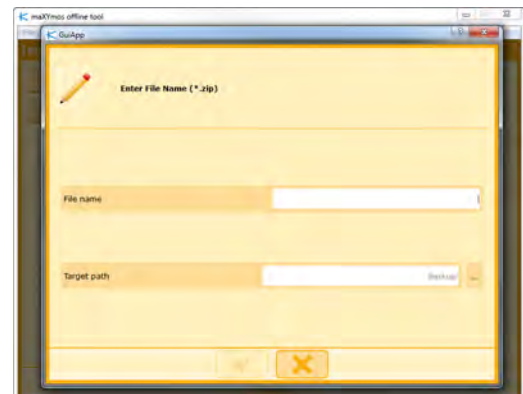 maXYmos offline tool
GuiApp
Enter File Name (*.zip)
File name
Target path
Backup
...